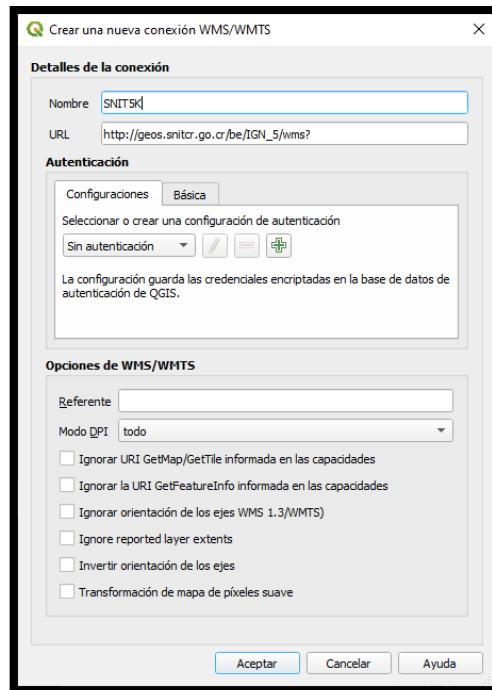 Crear una nueva conexión WMS/WMTS
Detalles de la conexión
Nombre SNIT5K
URL http://geos.snitcr.go.cr/be/IGN_5/wms?
Autenticación
Configuraciones Básica
Seleccionar o crear una configuración de autenticación
Sin autenticación
La configuración guarda las credenciales encriptadas en la base de datos de
autenticación de QGIS.
Opciones de WMS/WMTS
Referente
Modo DPI todo
Ignorar URI GetMap/GetTile informada en las capacidades
Ignorar la URI GetFeatureInfo informada en las capacidades
Ignorar orientación de los ejes WMS 1.3/WMTS)
Ignore reported layer extents
Invertir orientación de los ejes
Transformación de mapa de píxeles suave
Aceptar Cancelar Ayuda